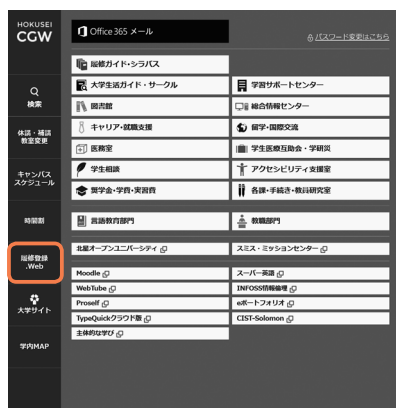 HOKUSEI
CGW
検索
休講・補講
教室変更
キャンパス
スケジュール
時間割
履修登録
.Web
大学サイト
学内MAP
Office 365 メール
パスワード変更はこちら
履修ガイド・シラバス
大学生活ガイド・サークル
学習サポートセンター
図書館
総合情報センター
キャリア・就職支援
留学・国際交流
医務室
学生医療互助会・学研災
学生相談
アクセシビリティ支援室
奨学金・学費・実習費
各課・手続き・教員研究室
言語教育部門
教職部門
北星オープンユニバーシティ
スミス・ミッションセンター
Moodle
スーパー英語
WebTube
INFOSS情報倫理
Proself
eポートフォリオ
TypeQuickクラウド版
CIST-Solomon
主体的な学び